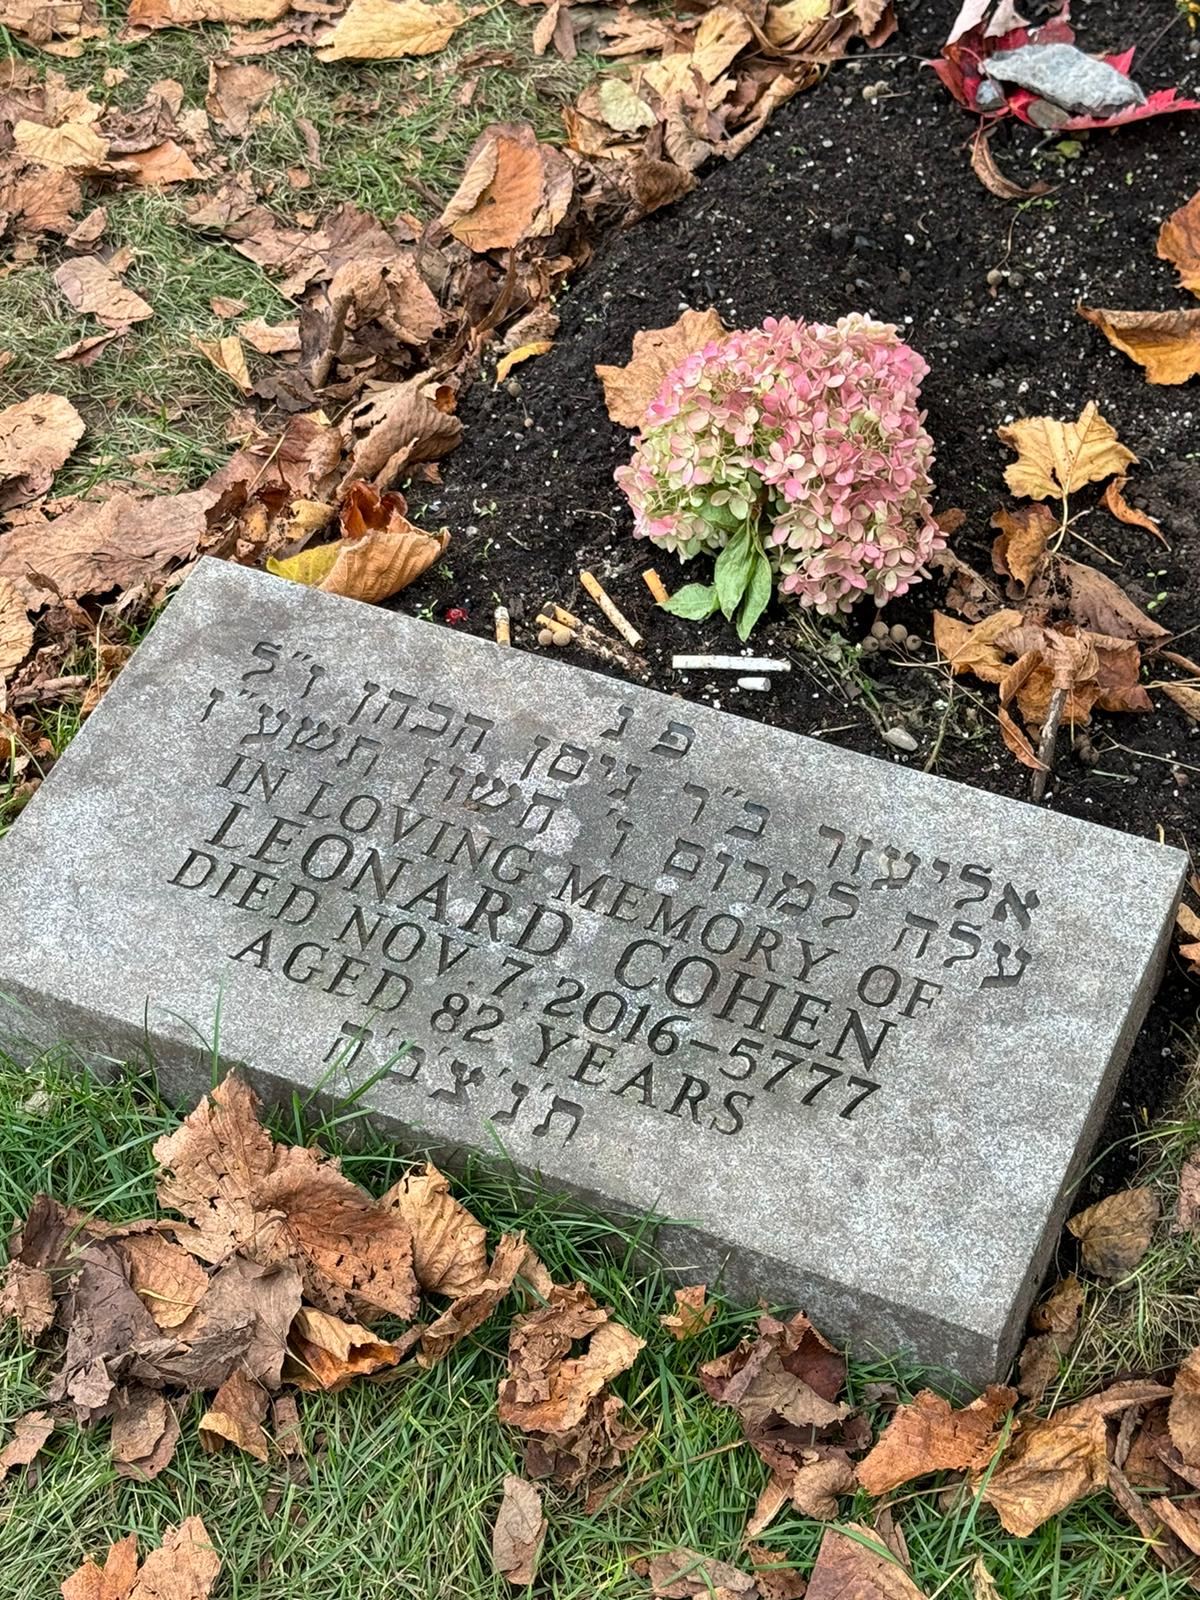 פ נ
אליעזר ב״ר ניסן הכהן ז״ל
עלה למרום ו׳ חשון תשע״ז
IN LOVING MEMORY OF
LEONARD COHEN
DIED NOV. 7, 2016-5777
AGED 82 YEARS
ת׳נ׳צ׳ב׳ה